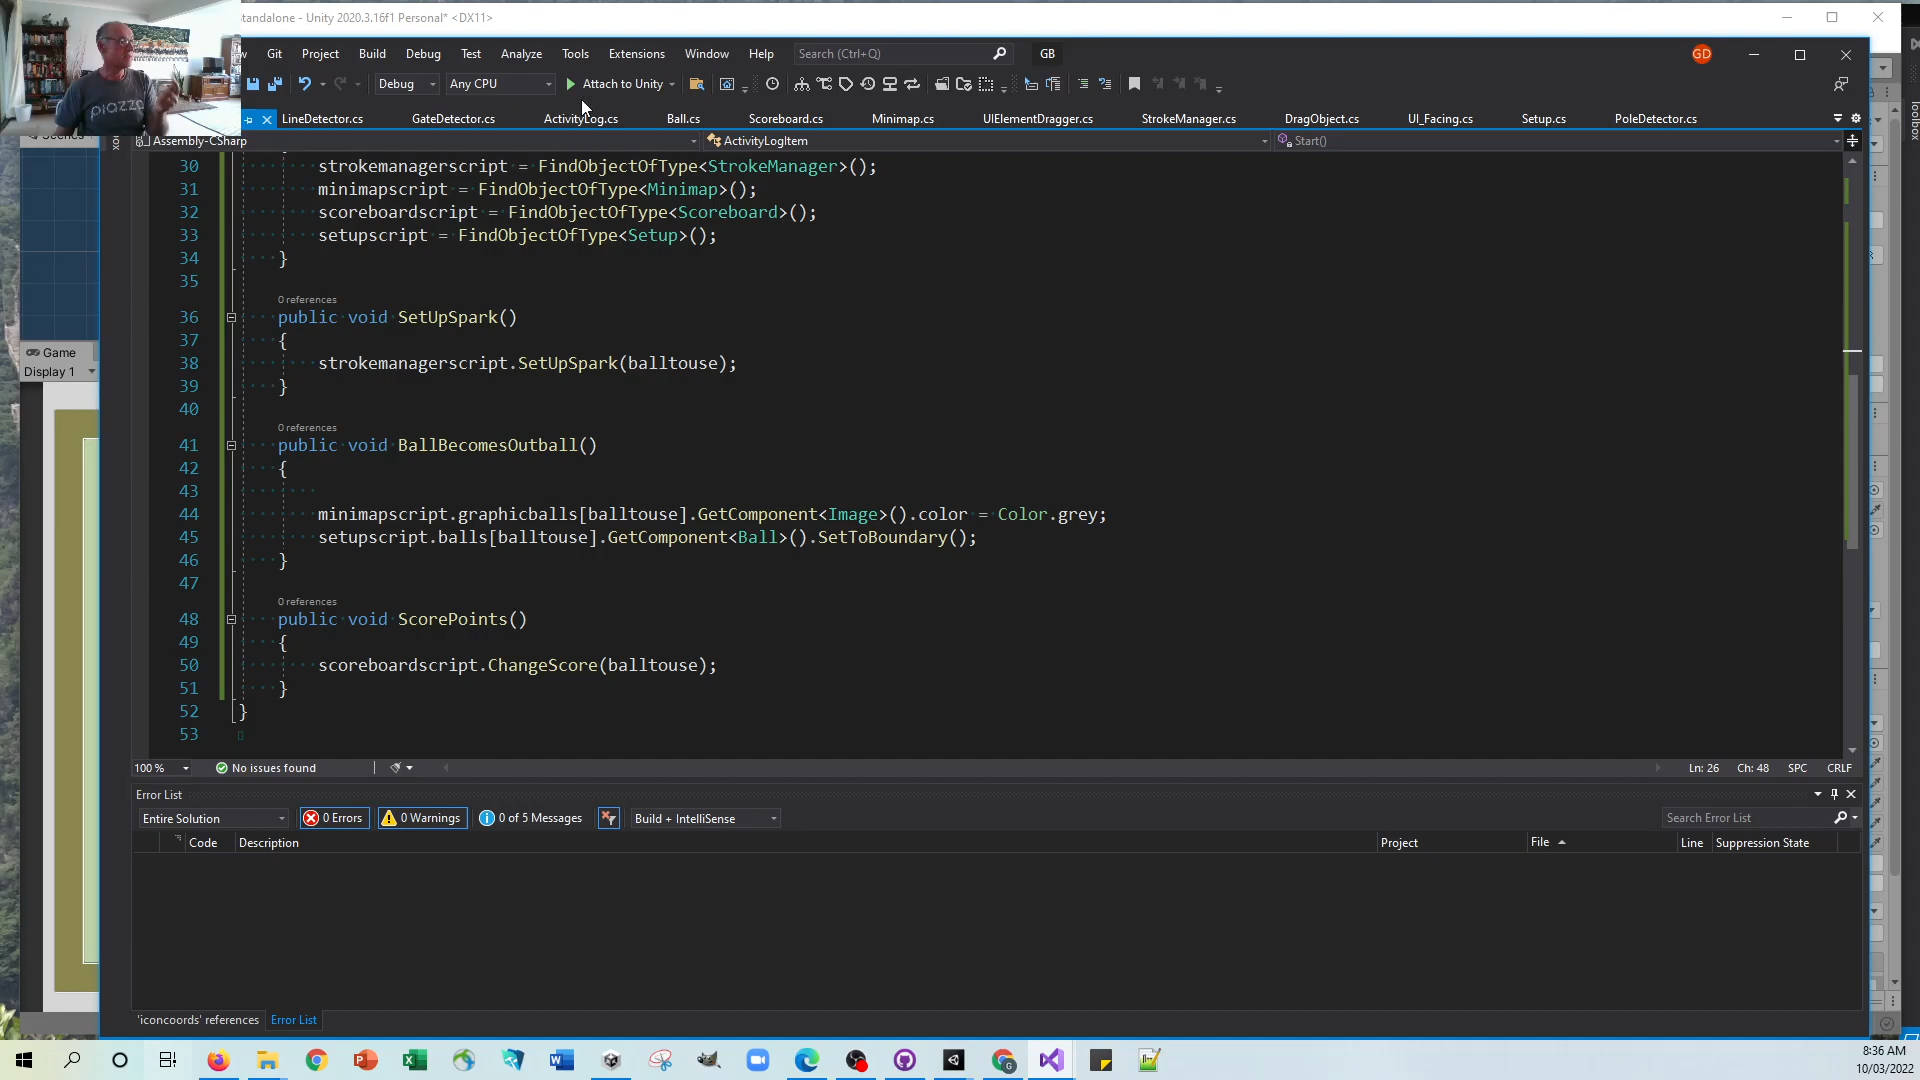 tandalone - Unity 2020.3.16f1 Personal* <DX11>
Git Project Build Debug Test Analyze Tools Extensions Window Help Search (Ctrl+Q) GB GD
Debug Any CPU Attach to Unity
LineDetector.cs GateDetector.cs ActivityLog.cs Ball.cs Scoreboard.cs Minimap.cs UIElementDragger.cs StrokeManager.cs DragObject.cs UI_Facing.cs Setup.cs PoleDetector.cs
Assembly-CSharp ActivityLogItem Start()
piazza
Toolbox
30 strokemanagerscript = FindObjectOfType<StrokeManager>();
31 minimapscript = FindObjectOfType<Minimap>();
32 scoreboardscript = FindObjectOfType<Scoreboard>();
33 setupscript = FindObjectOfType<Setup>();
34 }
35
0 references
36 public void SetUpSpark()
37 {
38 strokemanagerscript.SetUpSpark(balltouse);
39 }
40
0 references
41 public void BallBecomesOutball()
42 {
43
44 minimapscript.graphicballs[balltouse].GetComponent<Image>().color = Color.grey;
45 setupscript.balls[balltouse].GetComponent<Ball>().SetToBoundary();
46 }
47
0 references
48 public void ScorePoints()
49 {
50 scoreboardscript.ChangeScore(balltouse);
51 }
52 }
53
Game
Display 1
100 % No issues found Ln: 26 Ch: 48 SPC CRLF
Error List
Entire Solution 0 Errors 0 Warnings 0 of 5 Messages Build + IntelliSense Search Error List
Code Description Project File Line Suppression State
'iconcoords' references Error List
8:36 AM
10/03/2022